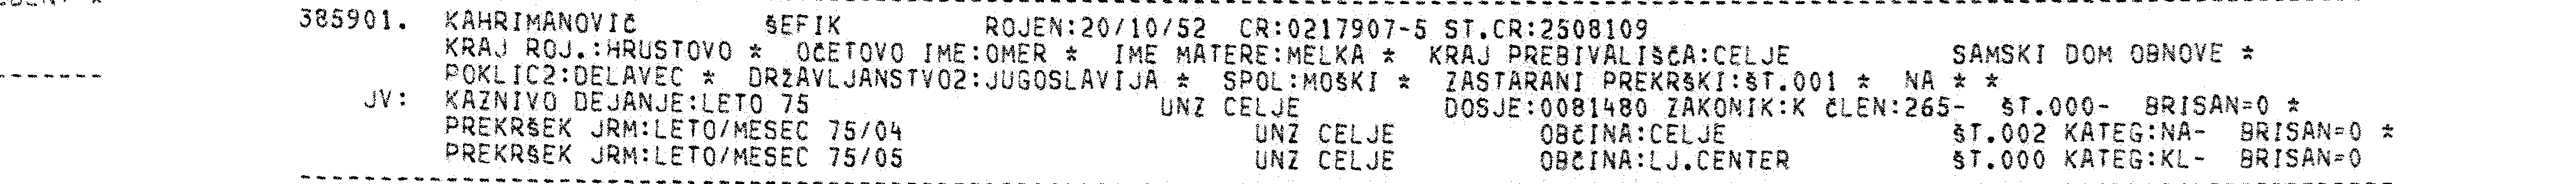 385901. KAHRIMANOVIČ ŠEFIK ROJEN:20/10/52 CR:0217907-5 ST.CR:2508109
KRAJ ROJ.:HRUSTOVO * OČETOVO IME:OMER * IME MATERE:MELKA * KRAJ PREBIVALIŠČA:CELJE SAMSKI DOM OBNOVE *
POKLIC2:DELAVEC * DRŽAVLJANSTVO2:JUGOSLAVIJA * SPOL:MOŠKI * ZASTARANI PREKRŠKI:ŠT.001 * NA * *
JV: KAZNIVO DEJANJE:LETO 75 UNZ CELJE DOSJE:0081480 ZAKONIK:K ČLEN:265- ŠT.000- BRISAN=0 *
PREKRŠEK JRM:LETO/MESEC 75/04 UNZ CELJE OBČINA:CELJE ŠT.002 KATEG:NA- BRISAN=0 *
PREKRŠEK JRM:LETO/MESEC 75/05 UNZ CELJE OBČINA:LJ.CENTER ŠT.000 KATEG:KL- BRISAN=0